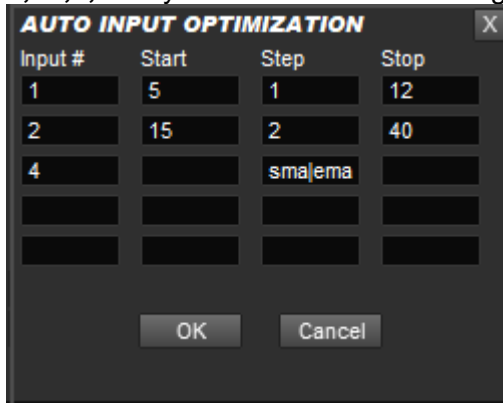 AUTO INPUT OPTIMIZATION X
Input # Start Step Stop
1 5 1 12
2 15 2 40
4 sma|ema
OK Cancel